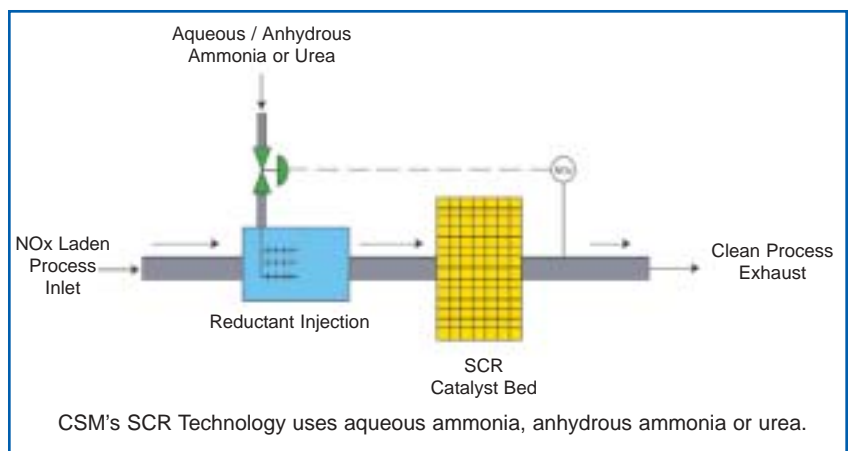 Aqueous / Anhydrous
Ammonia or Urea
NOx Laden
Process
Inlet
Clean Process
Exhaust
Reductant Injection
SCR
Catalyst Bed
CSM's SCR Technology uses aqueous ammonia, anhydrous ammonia or urea.